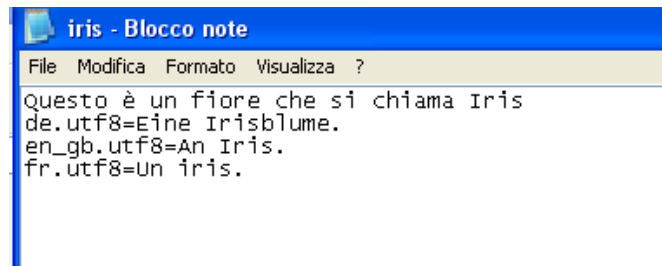 iris - Blocco note
File Modifica Formato Visualizza ?
Questo è un fiore che si chiama Iris
de.utf8=Eine Irisblume.
en_gb.utf8=An Iris.
fr.utf8=Un iris.